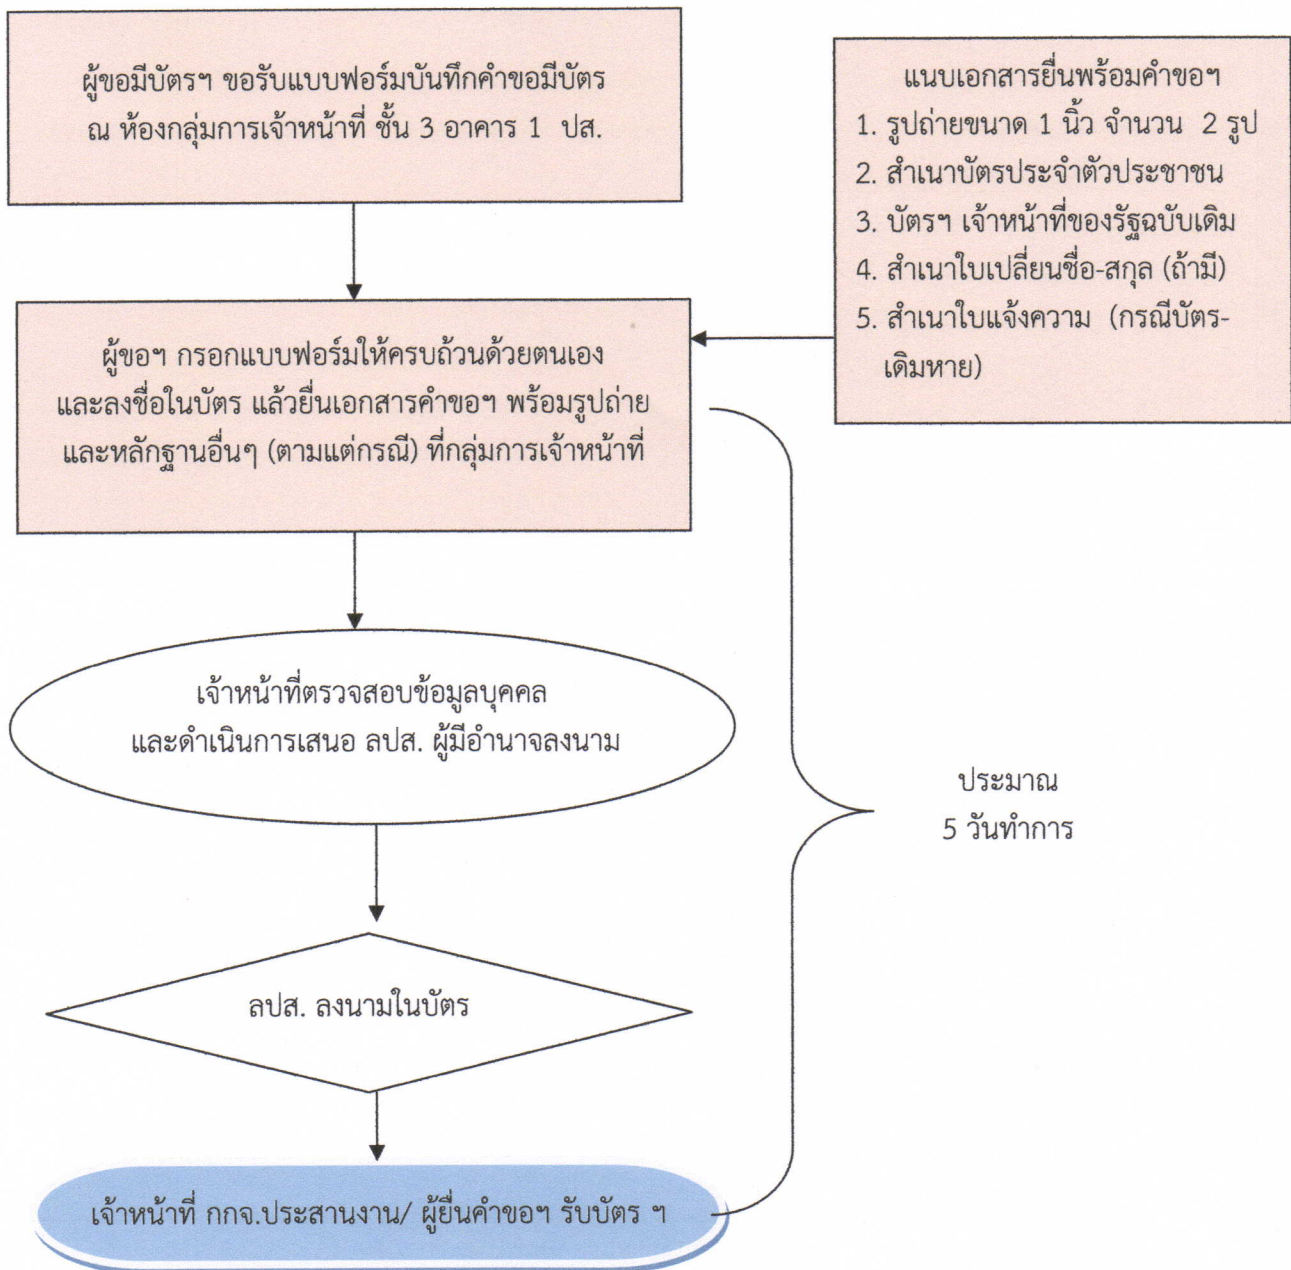 ผู้ขอมีบัตรฯ ขอรับแบบฟอร์มบันทึกคำขอมีบัตร
ณ ห้องกลุ่มการเจ้าหน้าที่ ชั้น 3 อาคาร 1 ปส.
แนบเอกสารยื่นพร้อมคำขอฯ
1. รูปถ่ายขนาด 1 นิ้ว จำนวน 2 รูป
2. สำเนาบัตรประจำตัวประชาชน
3. บัตรฯ เจ้าหน้าที่ของรัฐฉบับเดิม
4. สำเนาใบเปลี่ยนชื่อ-สกุล (ถ้ามี)
5. สำเนาใบแจ้งความ (กรณีบัตร-
เดิมหาย)
ผู้ขอฯ กรอกแบบฟอร์มให้ครบถ้วนด้วยตนเอง
และลงชื่อในบัตร แล้วยื่นเอกสารคำขอฯ พร้อมรูปถ่าย
และหลักฐานอื่นๆ (ตามแต่กรณี) ที่กลุ่มการเจ้าหน้าที่
เจ้าหน้าที่ตรวจสอบข้อมูลบุคคล
และดำเนินการเสนอ ลปส. ผู้มีอำนาจลงนาม
ประมาณ
5 วันทำการ
ลปส. ลงนามในบัตร
เจ้าหน้าที่ กกจ.ประสานงาน/ ผู้ยื่นคำขอฯ รับบัตร ฯ